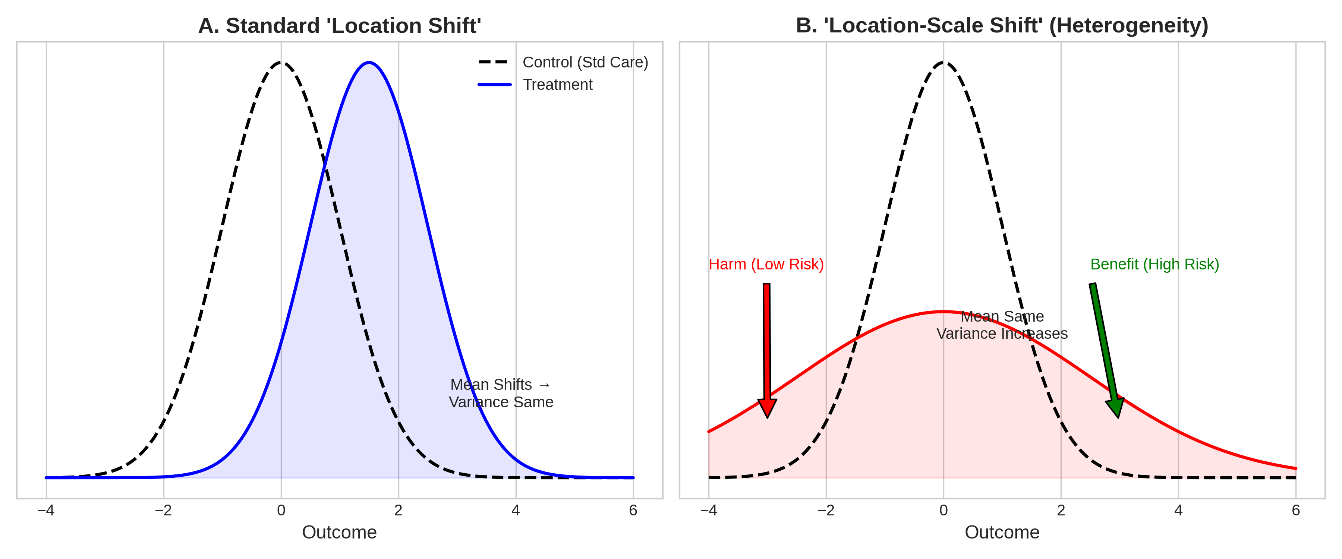 A. Standard 'Location Shift'
Control (Std Care)
Treatment
Mean Shifts →
Variance Same
−4
−2
0
2
4
6
Outcome
B. 'Location-Scale Shift' (Heterogeneity)
Harm (Low Risk)
Benefit (High Risk)
Mean Same
Variance Increases
−4
−2
0
2
4
6
Outcome